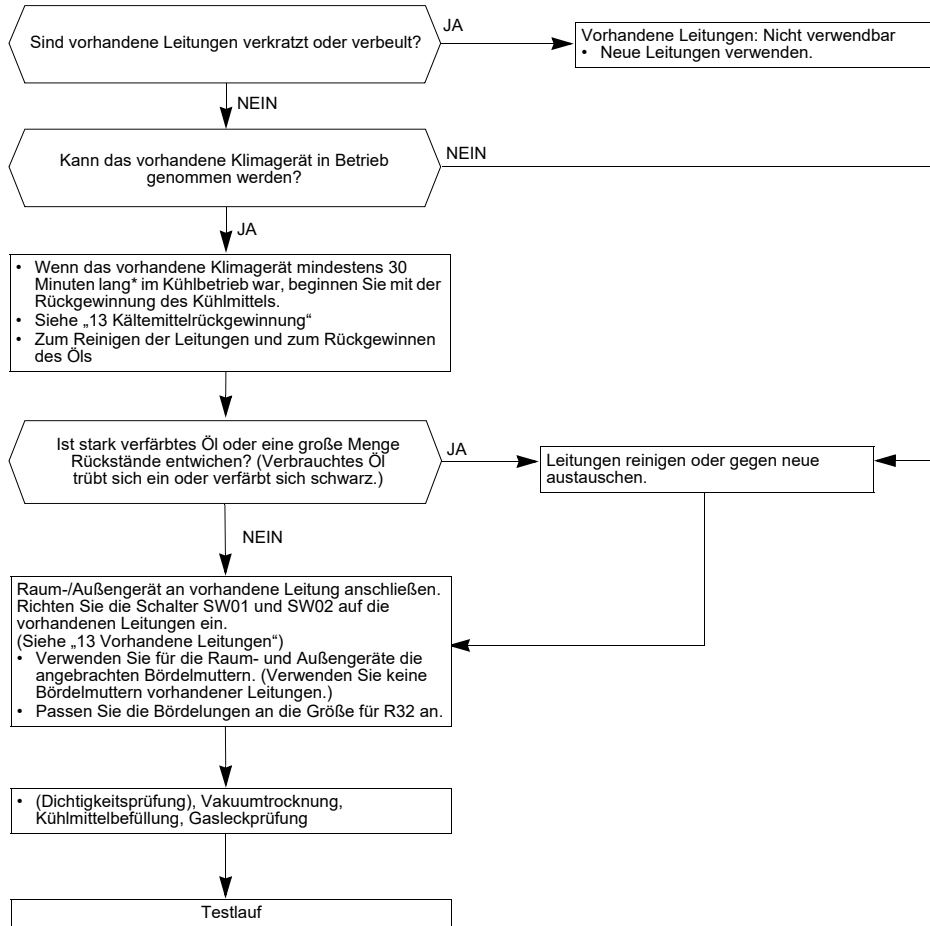 Sind vorhandene Leitungen verkratzt oder verbeult?
JA
Vorhandene Leitungen: Nicht verwendbar
• Neue Leitungen verwenden.
NEIN
Kann das vorhandene Klimagerät in Betrieb
genommen werden?
NEIN
JA
• Wenn das vorhandene Klimagerät mindestens 30
Minuten lang* im Kühlbetrieb war, beginnen Sie mit der
Rückgewinnung des Kühlmittels.
• Siehe „13 Kältemittelrückgewinnung“
• Zum Reinigen der Leitungen und zum Rückgewinnen
des Öls
Ist stark verfärbtes Öl oder eine große Menge
Rückstände entwichen? (Verbrauchtes Öl
trübt sich ein oder verfärbt sich schwarz.)
JA
Leitungen reinigen oder gegen neue
austauschen.
NEIN
Raum-/Außengerät an vorhandene Leitung anschließen.
Richten Sie die Schalter SW01 und SW02 auf die
vorhandenen Leitungen ein.
(Siehe „13 Vorhandene Leitungen“)
• Verwenden Sie für die Raum- und Außengeräte die
angebrachten Bördelmuttern. (Verwenden Sie keine
Bördelmuttern vorhandener Leitungen.)
• Passen Sie die Bördelungen an die Größe für R32 an.
• (Dichtigkeitsprüfung), Vakuumtrocknung,
Kühlmittelbefüllung, Gasleckprüfung
Testlauf